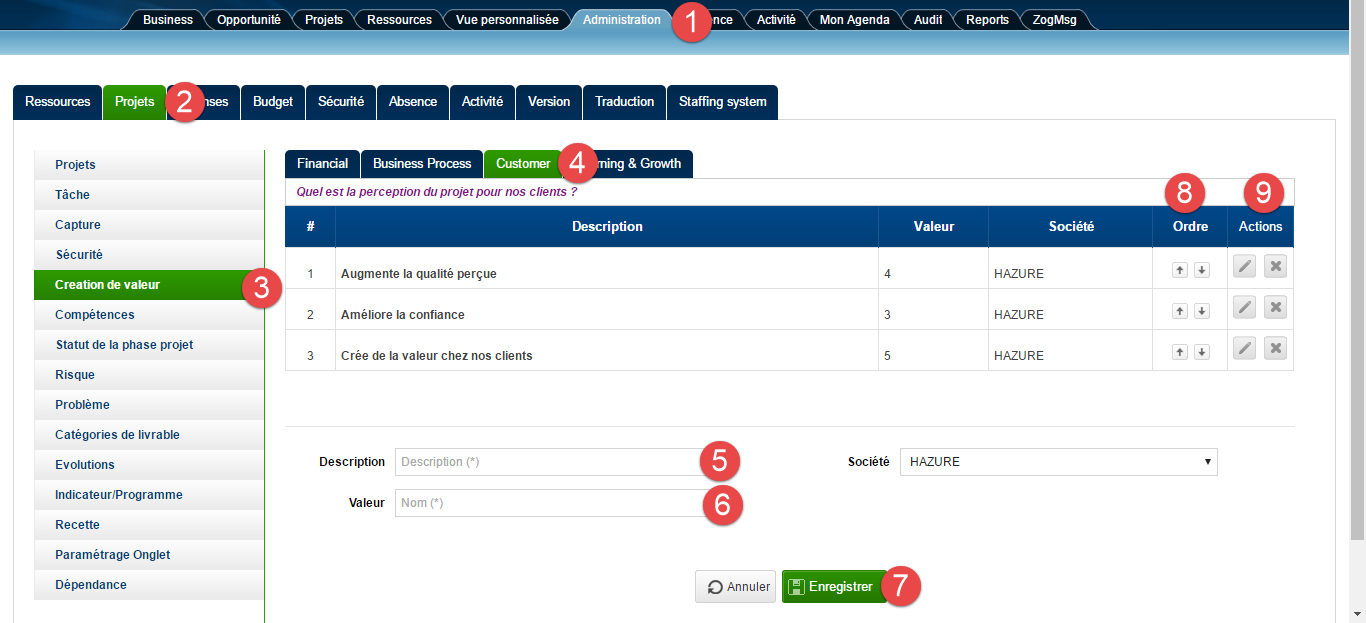 Business Opportunité Projets Ressources Vue personnalisée Administration 1 nce Activité Mon Agenda Audit Reports ZogMsg
Ressources Projets 2 nses Budget Sécurité Absence Activité Version Traduction Staffing system
Projets
Tâche
Capture
Sécurité
Creation de valeur 3
Compétences
Statut de la phase projet
Risque
Problème
Catégories de livrable
Evolutions
Indicateur/Programme
Recette
Paramétrage Onglet
Dépendance
Financial Business Process Customer 4 ning & Growth
Quel est la perception du projet pour nos clients ?
8 9
# Description Valeur Société Ordre Actions
1 Augmente la qualité perçue 4 HAZURE
2 Améliore la confiance 3 HAZURE
3 Crée de la valeur chez nos clients 5 HAZURE
Description Description (*) 5 Société HAZURE
Valeur Nom (*) 6
Annuler Enregistrer 7